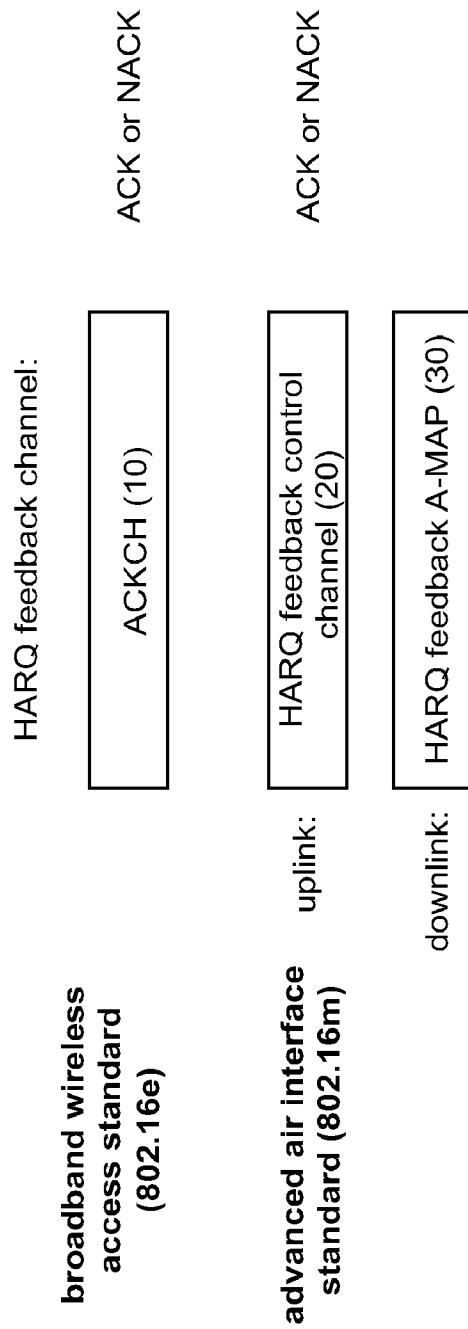 HARQ feedback channel:
broadband wireless
access standard
(802.16e)
ACKCH (10)
ACK or NACK
advanced air interface
standard (802.16m)
uplink:
HARQ feedback control
channel (20)
ACK or NACK
downlink:
HARQ feedback A-MAP (30)